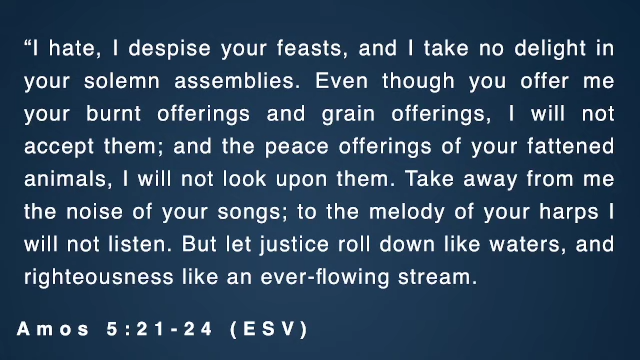 “I hate, I despise your feasts, and I take no delight in
your solemn assemblies. Even though you offer me
your burnt offerings and grain offerings, I will not
accept them; and the peace offerings of your fattened
animals, I will not look upon them. Take away from me
the noise of your songs; to the melody of your harps I
will not listen. But let justice roll down like waters, and
righteousness like an ever-flowing stream.
Amos 5:21-24 (ESV)